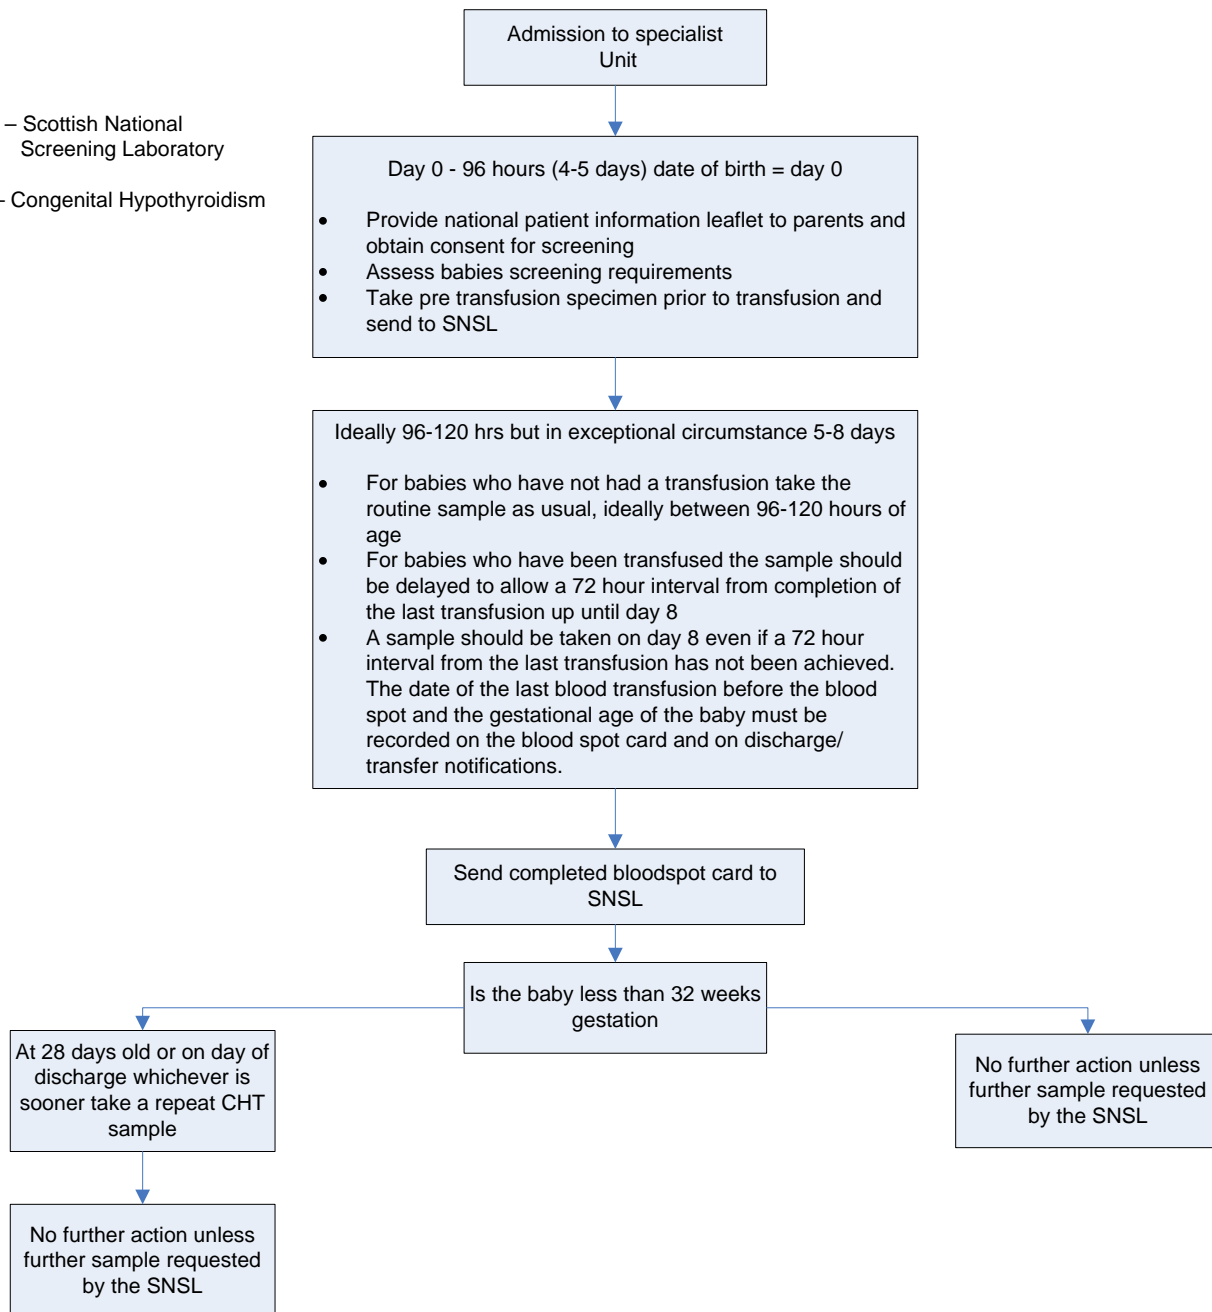 Admission to specialist
Unit
– Scottish National
Screening Laboratory
– Congenital Hypothyroidism
Day 0 - 96 hours (4-5 days) date of birth = day 0
• Provide national patient information leaflet to parents and
obtain consent for screening
• Assess babies screening requirements
• Take pre transfusion specimen prior to transfusion and
send to SNSL
Ideally 96-120 hrs but in exceptional circumstance 5-8 days
• For babies who have not had a transfusion take the
routine sample as usual, ideally between 96-120 hours of
age
• For babies who have been transfused the sample should
be delayed to allow a 72 hour interval from completion of
the last transfusion up until day 8
• A sample should be taken on day 8 even if a 72 hour
interval from the last transfusion has not been achieved.
The date of the last blood transfusion before the blood
spot and the gestational age of the baby must be
recorded on the blood spot card and on discharge/
transfer notifications.
Send completed bloodspot card to
SNSL
Is the baby less than 32 weeks
gestation
At 28 days old or on day of
discharge whichever is
sooner take a repeat CHT
sample
No further action unless
further sample requested
by the SNSL
No further action unless
further sample requested
by the SNSL